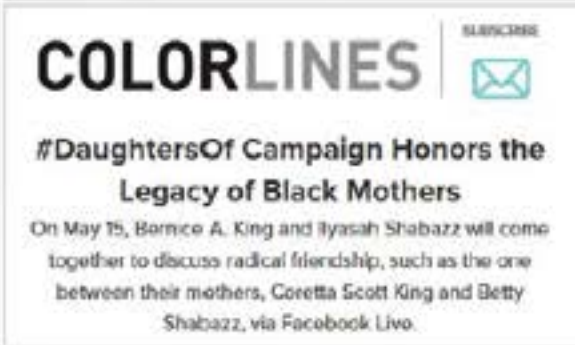 COLORLINES
SUBSCRIBE
#DaughtersOf Campaign Honors the
Legacy of Black Mothers
On May 15, Bernice A. King and Ilyasah Shabazz will come
together to discuss radical friendship, such as the one
between their mothers, Coretta Scott King and Betty
Shabazz, via Facebook Live.